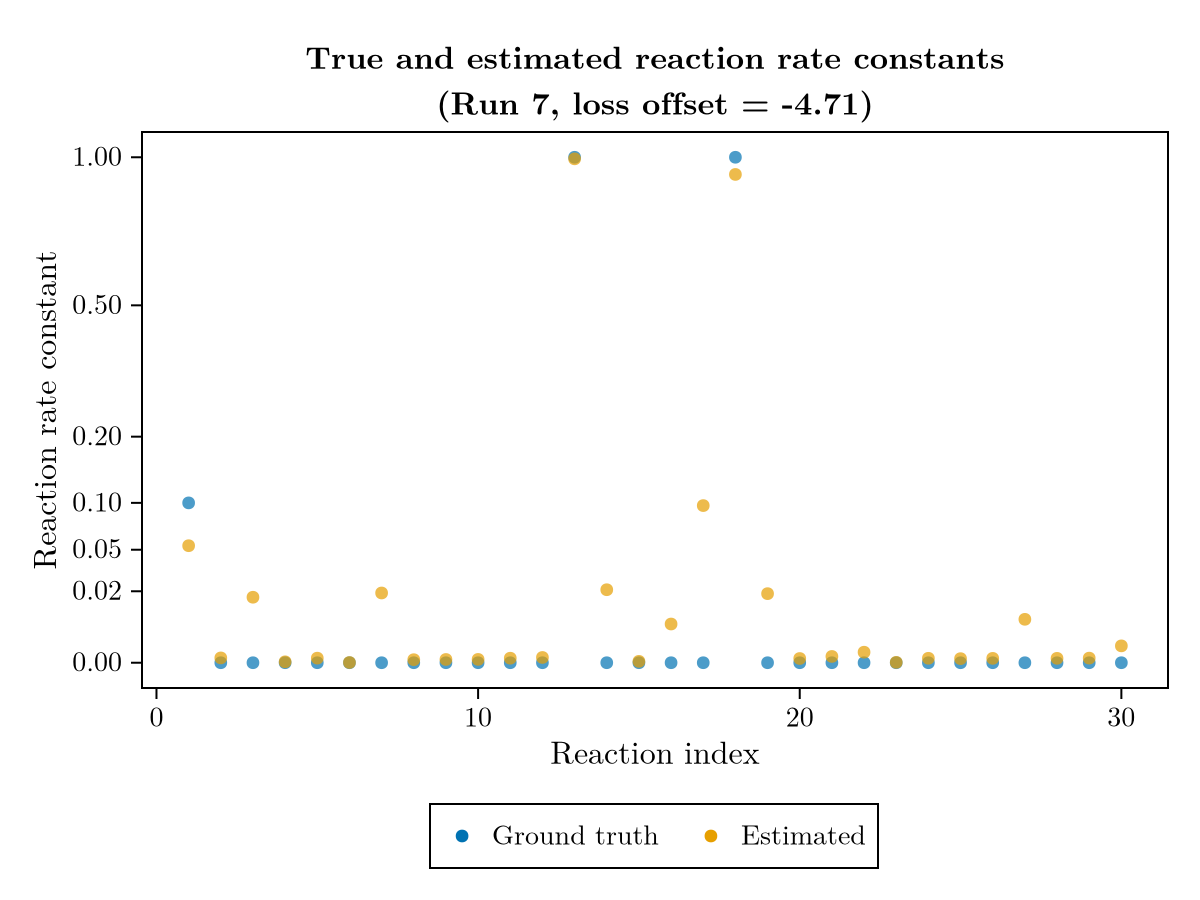 True and estimated reaction rate constants
(Run 7, loss offset = -4.71)
Reaction rate constant
1.00
0.50
0.20
0.10
0.05
0.02
0.00
0 10 20 30
Reaction index
Ground truth Estimated